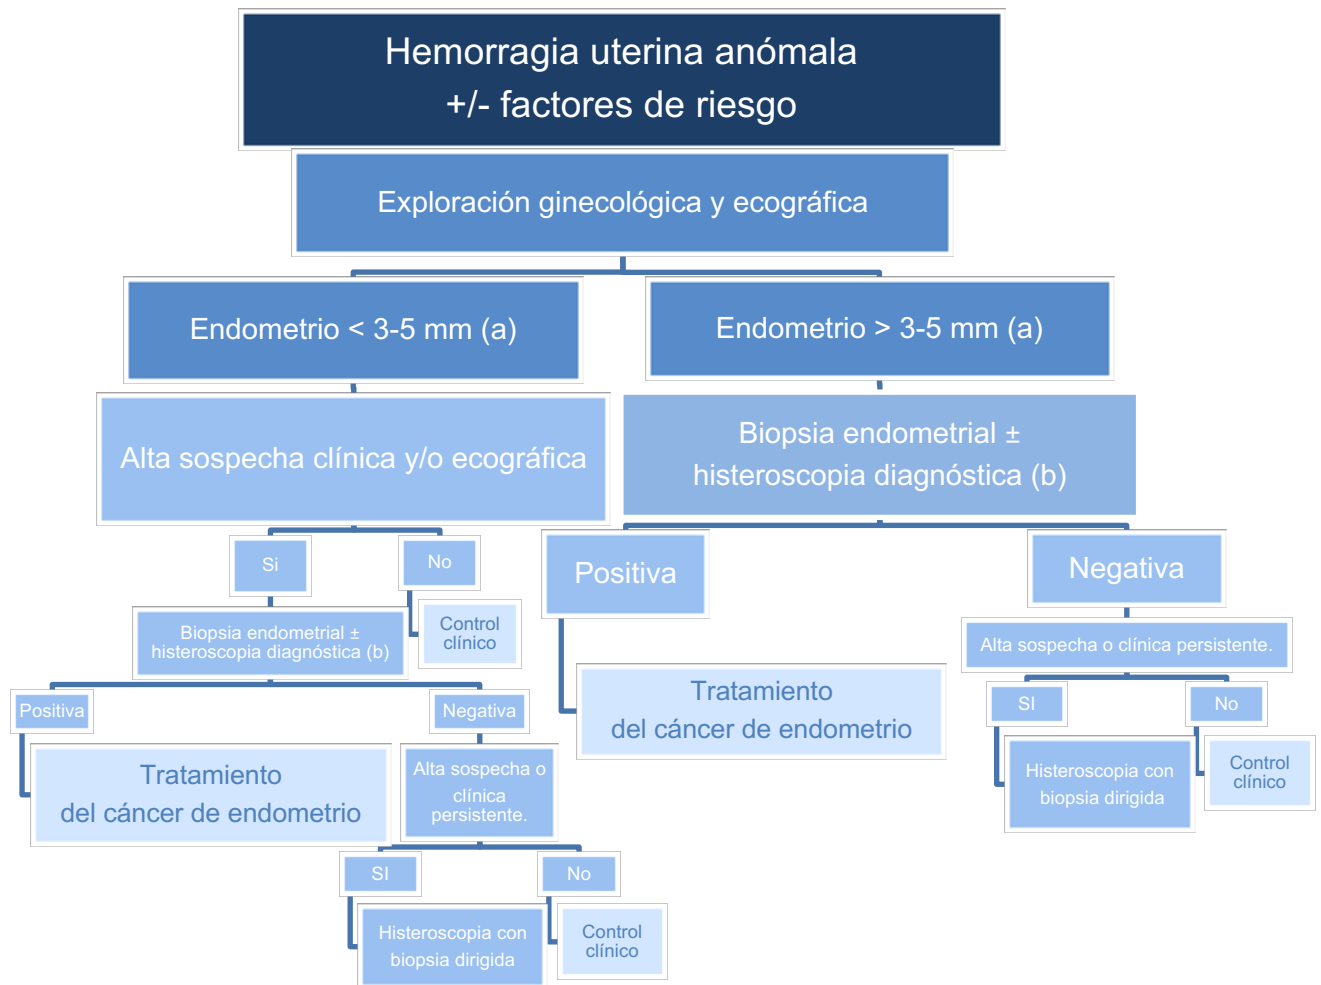 Hemorragia uterina anómala
+/- factores de riesgo
Exploración ginecológica y ecográfica
Endometrio < 3-5 mm (a)
Endometrio > 3-5 mm (a)
Alta sospecha clínica y/o ecográfica
Biopsia endometrial ±
histeroscopia diagnóstica (b)
Si
No
Positiva
Negativa
Biopsia endometrial ±
histeroscopia diagnóstica (b)
Control
clínico
Alta sospecha o clínica persistente.
Positiva
Negativa
Tratamiento
del cáncer de endometrio
SI
No
Tratamiento
del cáncer de endometrio
Alta sospecha o
clínica
persistente.
Histeroscopia con
biopsia dirigida
Control
clínico
SI
No
Histeroscopia con
biopsia dirigida
Control
clínico